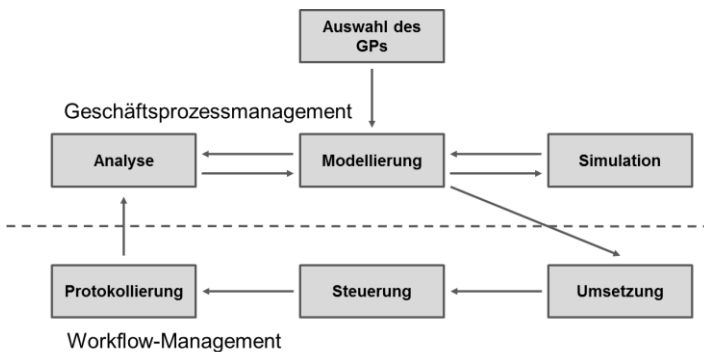 Auswahl des
GPs
Geschäftsprozessmanagement
Analyse
Modellierung
Simulation
Protokollierung
Steuerung
Umsetzung
Workflow-Management